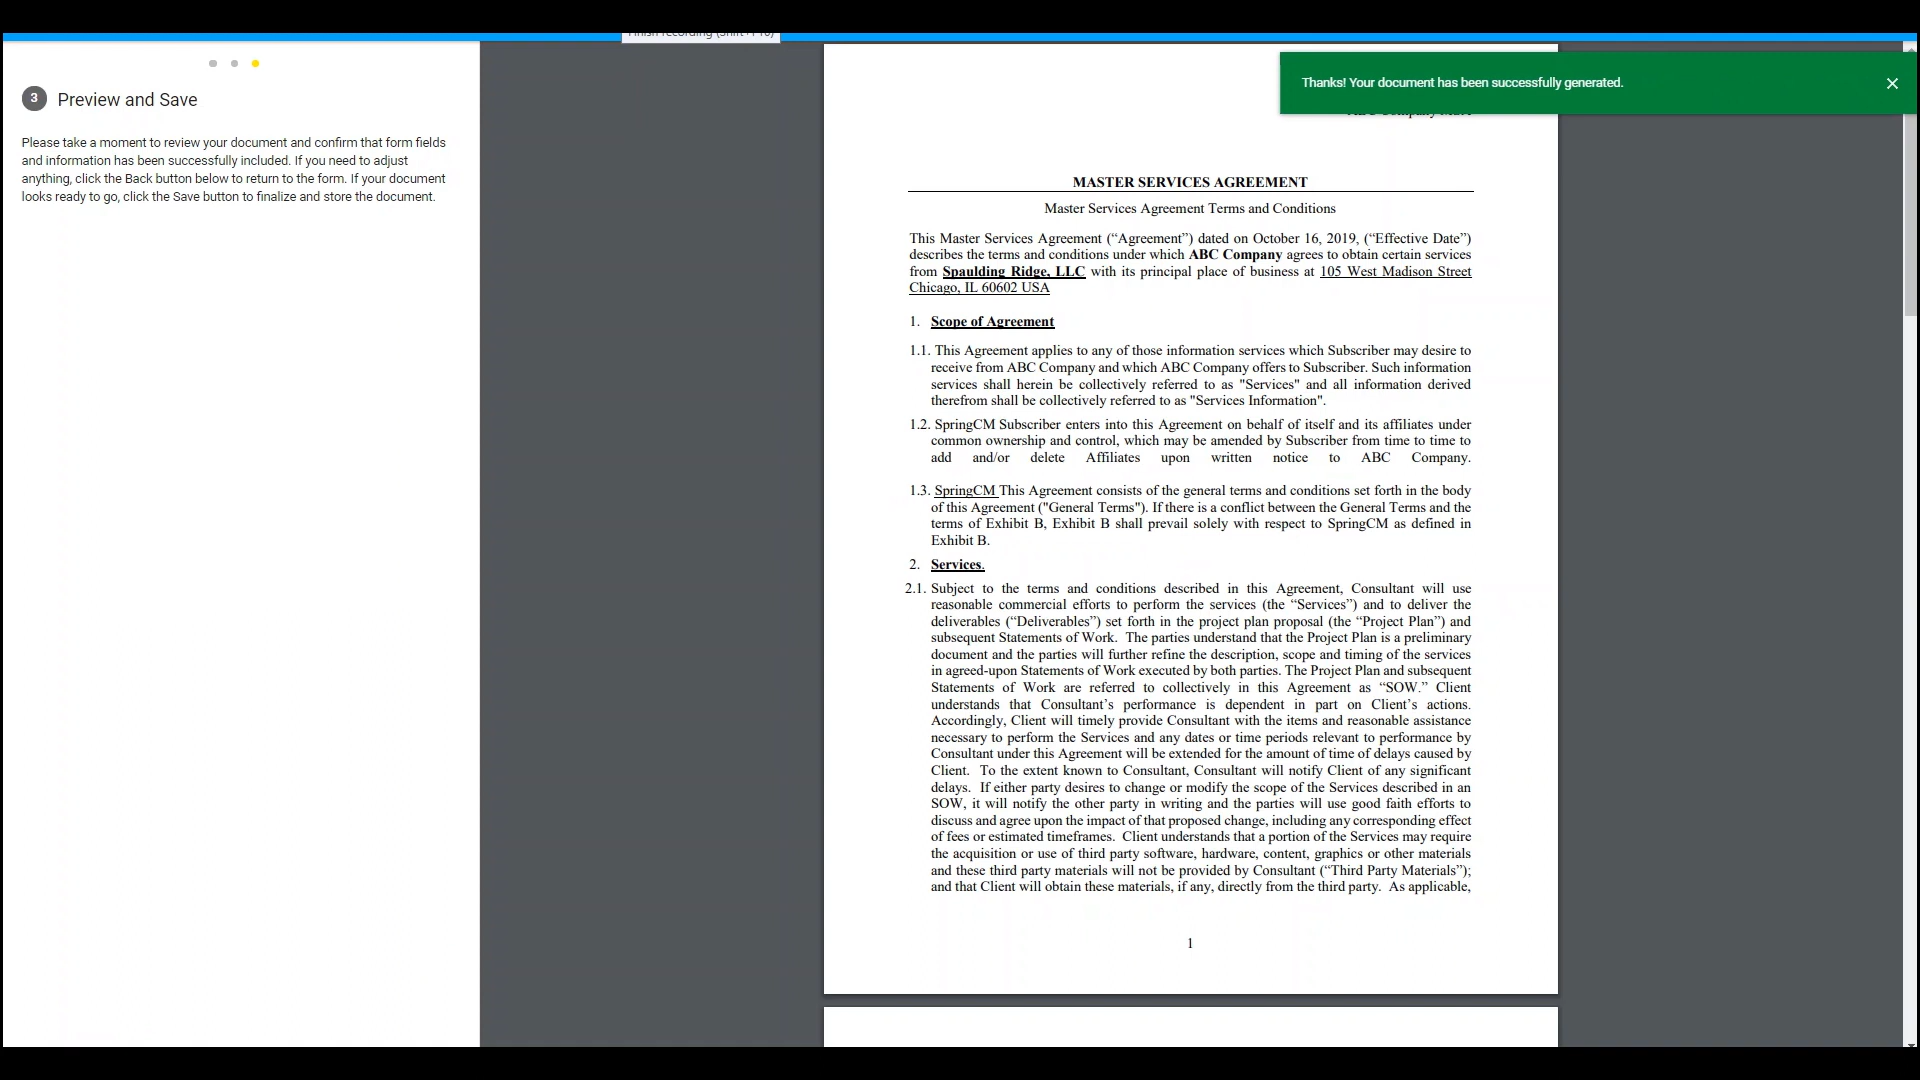 Finish recording (Shift+F10)
3 Preview and Save
Please take a moment to review your document and confirm that form fields
and information has been successfully included. If you need to adjust
anything, click the Back button below to return to the form. If your document
looks ready to go, click the Save button to finalize and store the document.
Thanks! Your document has been successfully generated.
MASTER SERVICES AGREEMENT
Master Services Agreement Terms and Conditions
This Master Services Agreement (“Agreement”) dated on October 16, 2019, (“Effective Date”)
describes the terms and conditions under which ABC Company agrees to obtain certain services
from Spaulding Ridge, LLC with its principal place of business at 105 West Madison Street
Chicago, IL 60602 USA
1. Scope of Agreement
1.1. This Agreement applies to any of those information services which Subscriber may desire to
receive from ABC Company and which ABC Company offers to Subscriber. Such information
services shall herein be collectively referred to as "Services" and all information derived
therefrom shall be collectively referred to as "Services Information".
1.2. SpringCM Subscriber enters into this Agreement on behalf of itself and its affiliates under
common ownership and control, which may be amended by Subscriber from time to time to
add and/or delete Affiliates upon written notice to ABC Company.
1.3. SpringCM This Agreement consists of the general terms and conditions set forth in the body
of this Agreement ("General Terms"). If there is a conflict between the General Terms and the
terms of Exhibit B, Exhibit B shall prevail solely with respect to SpringCM as defined in
Exhibit B.
2. Services.
2.1. Subject to the terms and conditions described in this Agreement, Consultant will use
reasonable commercial efforts to perform the services (the “Services”) and to deliver the
deliverables (“Deliverables”) set forth in the project plan proposal (the “Project Plan”) and
subsequent Statements of Work. The parties understand that the Project Plan is a preliminary
document and the parties will further refine the description, scope and timing of the services
in agreed-upon Statements of Work executed by both parties. The Project Plan and subsequent
Statements of Work are referred to collectively in this Agreement as “SOW.” Client
understands that Consultant’s performance is dependent in part on Client’s actions.
Accordingly, Client will timely provide Consultant with the items and reasonable assistance
necessary to perform the Services and any dates or time periods relevant to performance by
Consultant under this Agreement will be extended for the amount of time of delays caused by
Client. To the extent known to Consultant, Consultant will notify Client of any significant
delays. If either party desires to change or modify the scope of the Services described in an
SOW, it will notify the other party in writing and the parties will use good faith efforts to
discuss and agree upon the impact of that proposed change, including any corresponding effect
of fees or estimated timeframes. Client understands that a portion of the Services may require
the acquisition or use of third party software, hardware, content, graphics or other materials
and these third party materials will not be provided by Consultant (“Third Party Materials”);
and that Client will obtain these materials, if any, directly from the third party. As applicable,
1